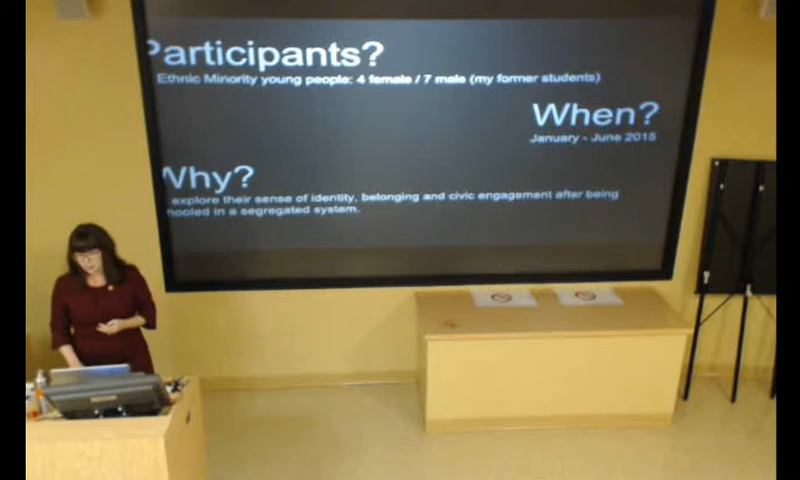 Participants?
Ethnic Minority young people: 4 female / 7 male (my former students)
When?
January - June 2015
Why?
explore their sense of identity, belonging and civic engagement after being
hooled in a segregated system.